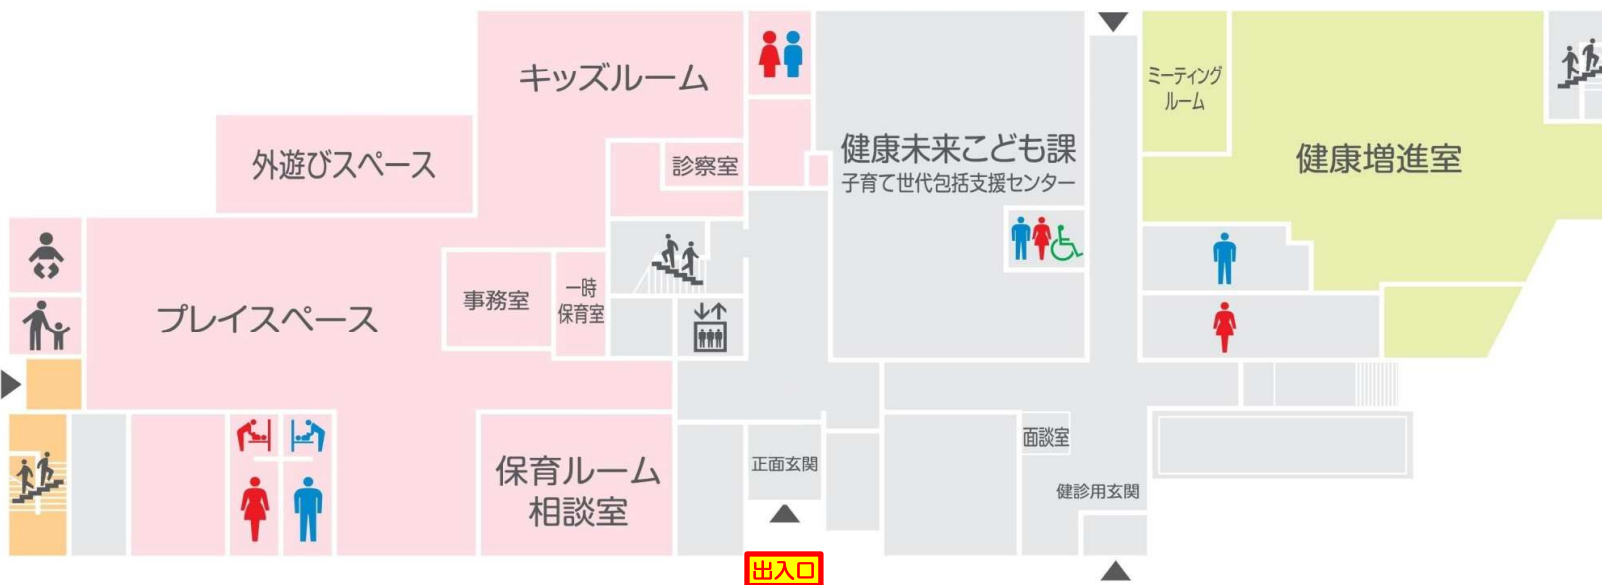 キッズルーム
ミーティング
ルーム
外遊びスペース
診察室
健康未来こども課
子育て世代包括支援センター
健康増進室
プレイスペース
事務室
一時
保育室
保育ルーム
相談室
正面玄関
面談室
健診用玄関
出入口